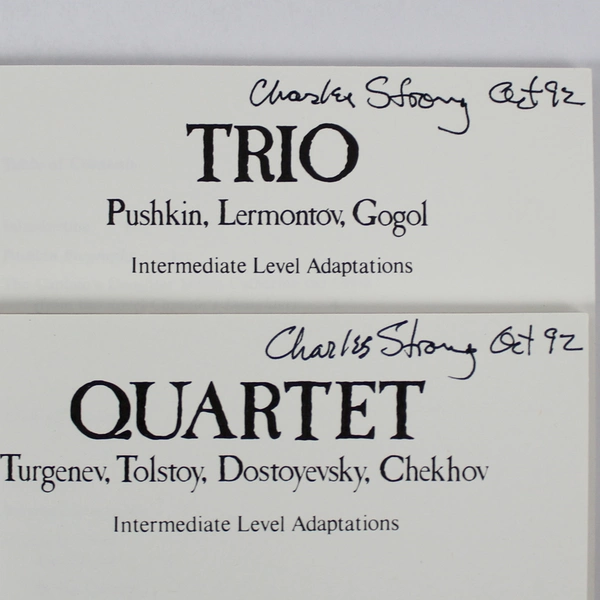 Charles Strong Oct 92
TRIO
Pushkin, Lermontov, Gogol
Intermediate Level Adaptations
Charles Strong Oct 92
QUARTET
Turgenev, Tolstoy, Dostoyevsky, Chekhov
Intermediate Level Adaptations